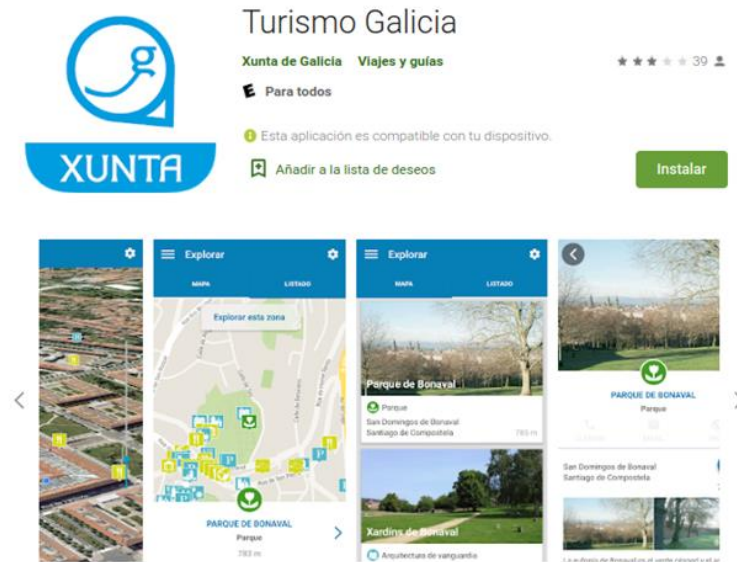 Turismo Galicia
Xunta de Galicia Viajes y guías
39
E Para todos
Esta aplicación es compatible con tu dispositivo.
Añadir a la lista de deseos
Instalar
g
XUNTA
Explorar
MAPA LISTADO
Explorar esta zona
P
P
PARQUE DE BONAVAL
Parque
783 m
Explorar
MAPA LISTADO
Parque de Bonaval
Parque
San Domingos de Bonaval
Santiago de Compostela
783 m
Xardíns de Bonaval
Arquitectura de vanguardia
PARQUE DE BONAVAL
Parque
San Domingos de Bonaval
Santiago de Compostela